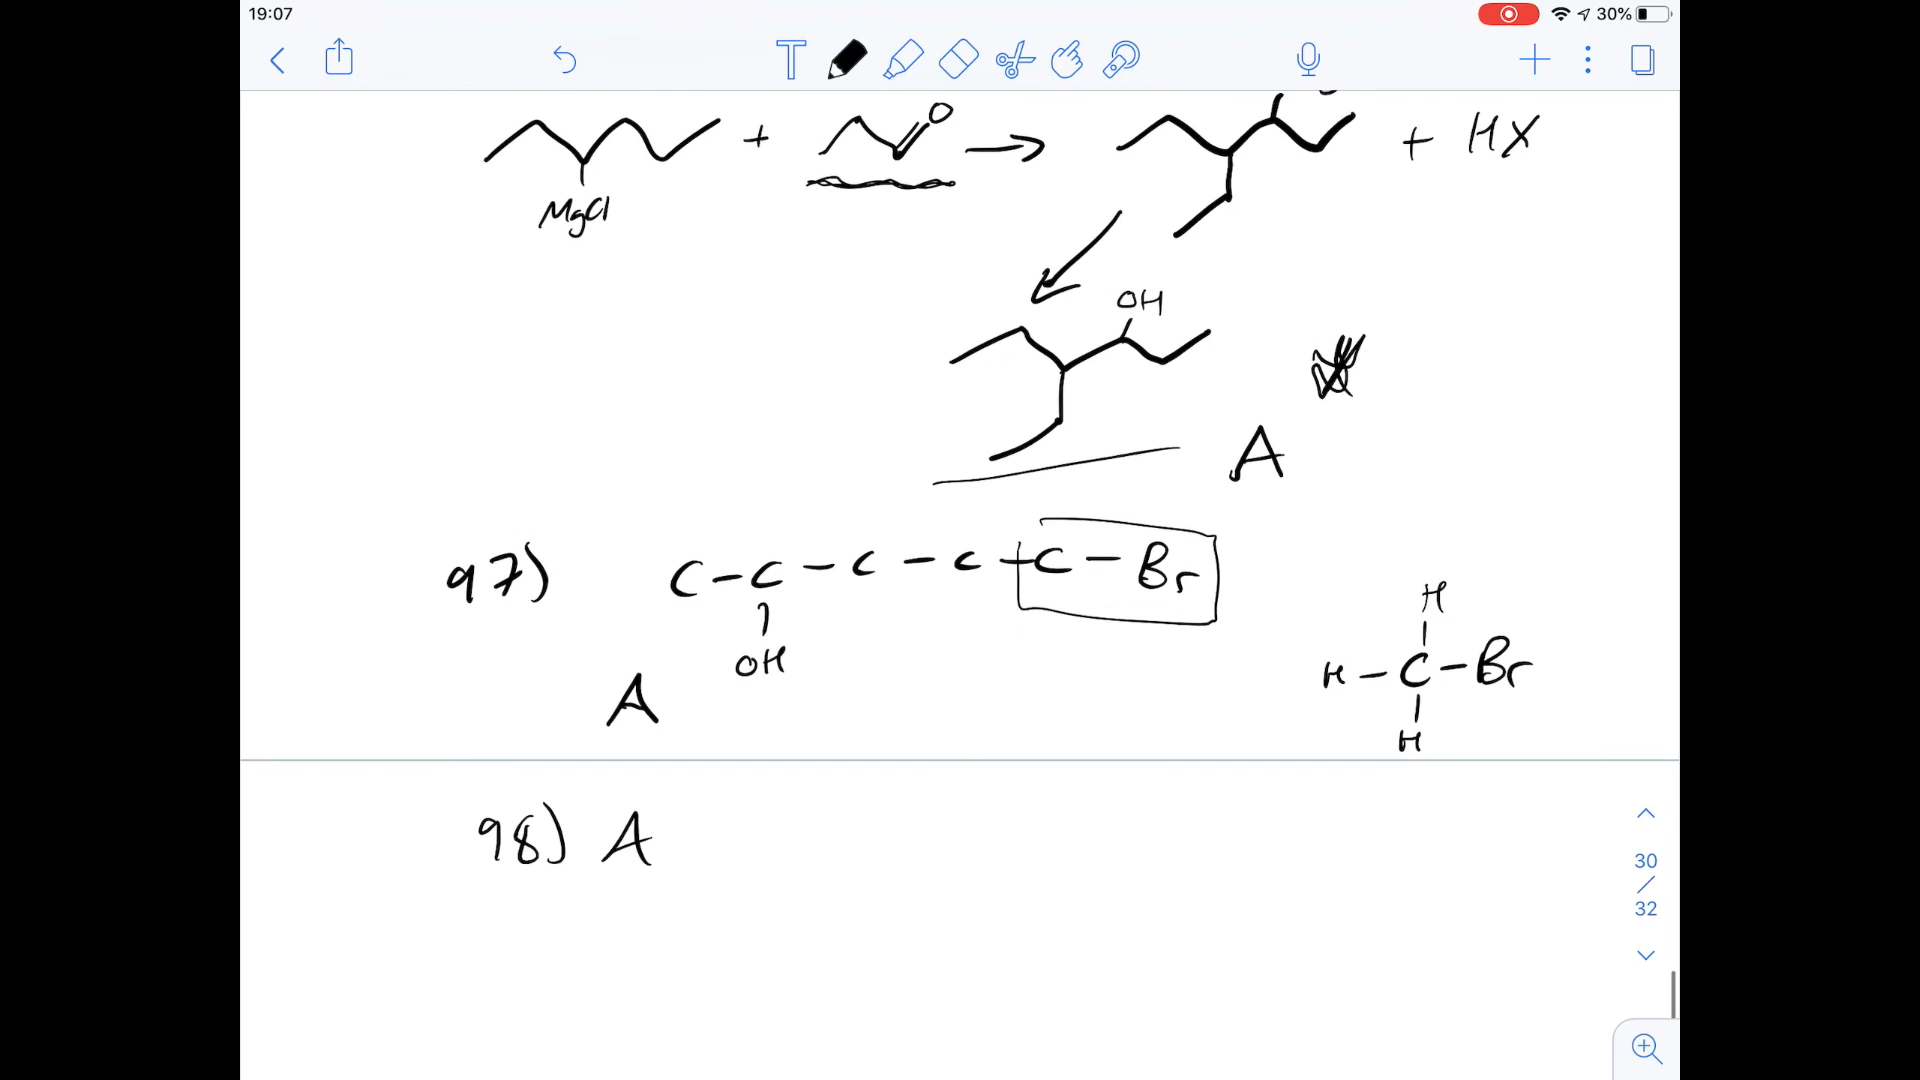 19:07
30%
T
O
+ → + HX
MgCl
OH
A
97) C-C-C-C-C-Br
OH
H
H-C-Br
H
A
98) A
30
/
32